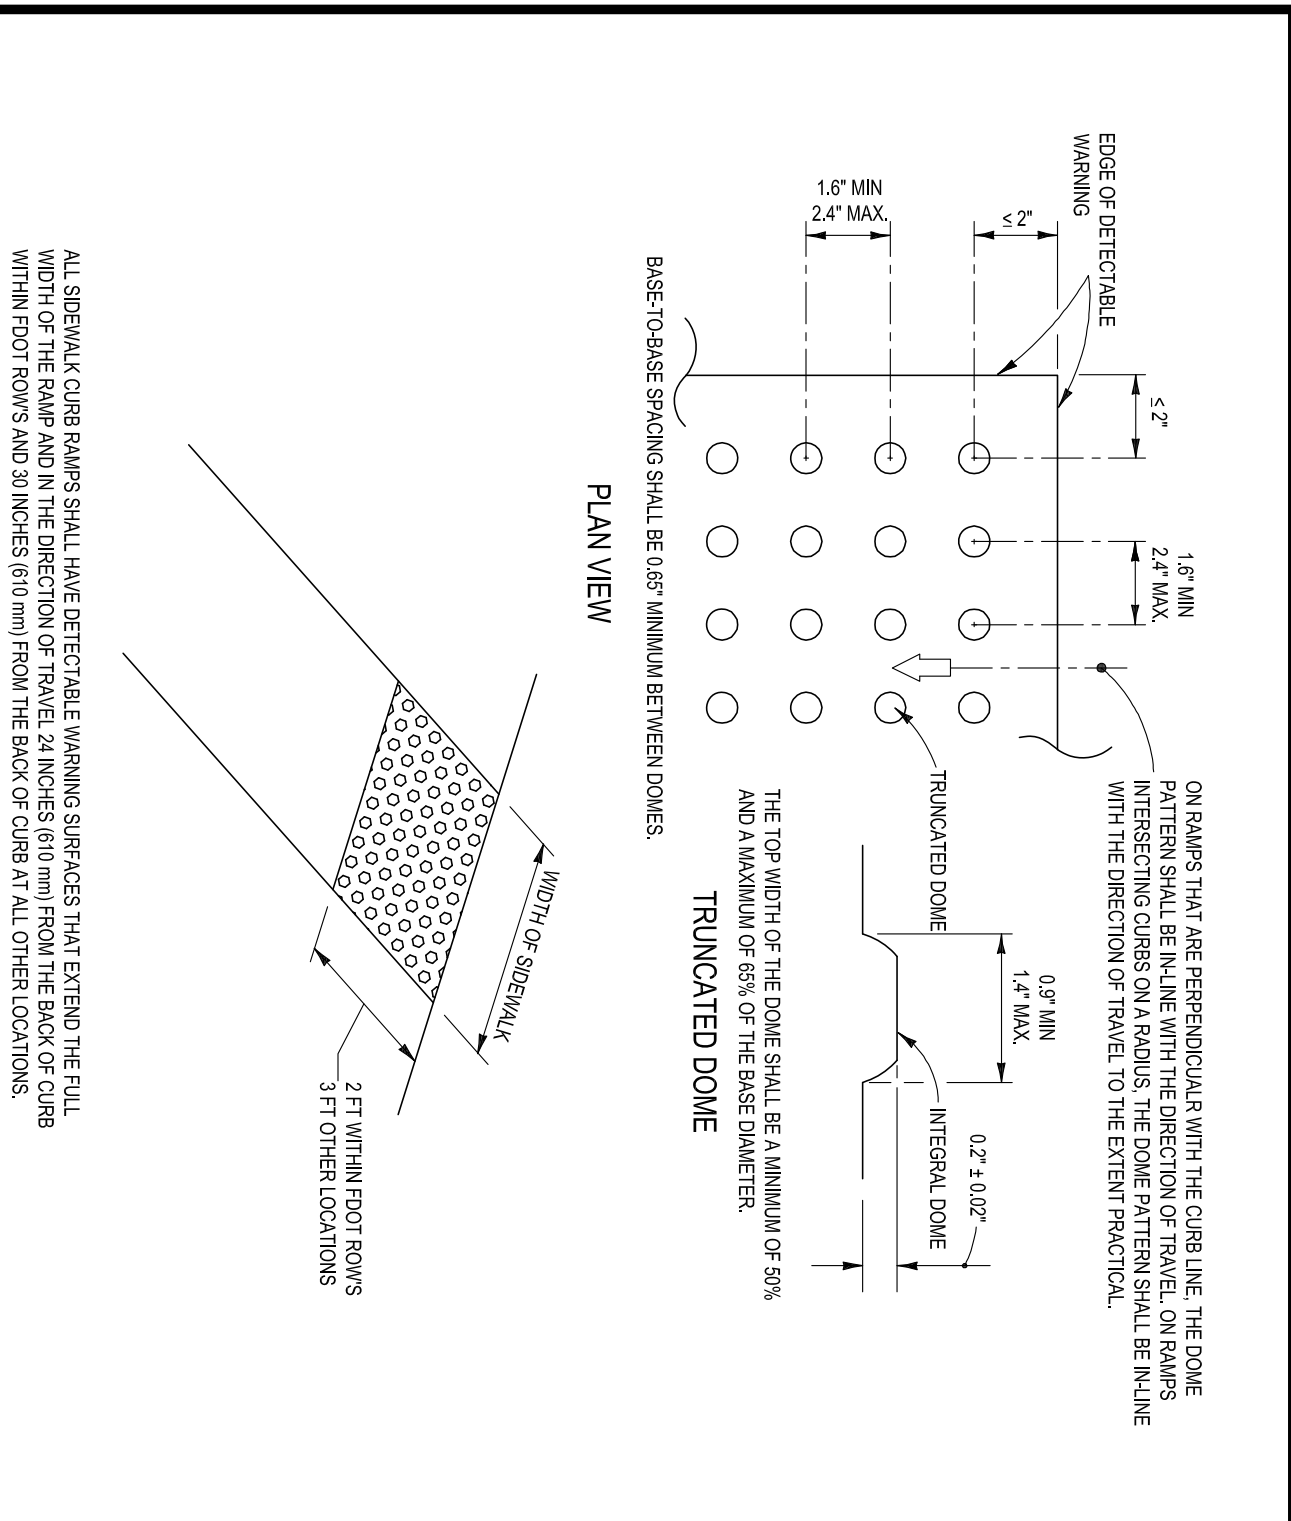 ON RAMPS THAT ARE PERPENDICUALR WITH THE CURB LINE, THE DOME
PATTERN SHALL BE IN-LINE WITH THE DIRECTION OF TRAVEL. ON RAMPS
INTERSECTING CURBS ON A RADIUS, THE DOME PATTERN SHALL BE IN-LINE
WITH THE DIRECTION OF TRAVEL TO THE EXTENT PRACTICAL.
EDGE OF DETECTABLE
WARNING
≤ 2"
1.6" MIN
2.4" MAX.
≤ 2"
1.6" MIN
2.4" MAX.
TRUNCATED DOME
BASE-TO-BASE SPACING SHALL BE 0.65" MINIMUM BETWEEN DOMES.
PLAN VIEW
0.9" MIN
1.4" MAX.
0.2" ± 0.02"
INTEGRAL DOME
THE TOP WIDTH OF THE DOME SHALL BE A MINIMUM OF 50%
AND A MAXIMUM OF 65% OF THE BASE DIAMETER.
TRUNCATED DOME
WIDTH OF SIDEWALK
2 FT WITHIN FDOT ROW'S
3 FT OTHER LOCATIONS
ALL SIDEWALK CURB RAMPS SHALL HAVE DETECTABLE WARNING SURFACES THAT EXTEND THE FULL
WIDTH OF THE RAMP AND IN THE DIRECTION OF TRAVEL 24 INCHES (610 mm) FROM THE BACK OF CURB
WITHIN FDOT ROW'S AND 30 INCHES (610 mm) FROM THE BACK OF CURB AT ALL OTHER LOCATIONS.